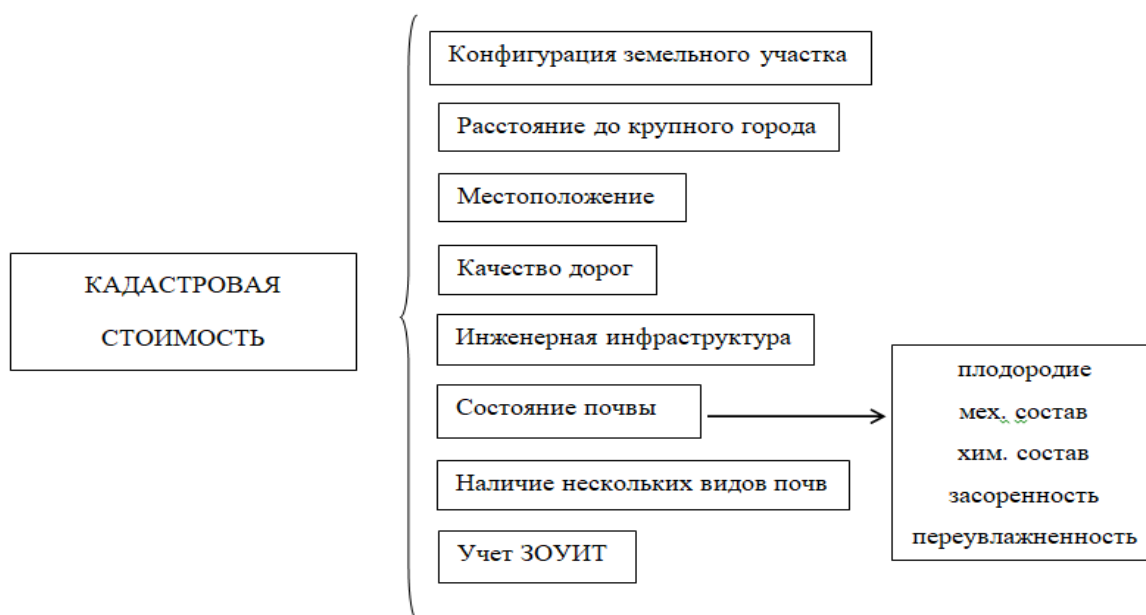 Конфигурация земельного участка
Расстояние до крупного города
Местоположение
Качество дорог
КАДАСТРОВАЯ
СТОИМОСТЬ
Инженерная инфраструктура
Состояние почвы
плодородие
мех. состав
хим. состав
засоренность
переувлажненность
Наличие нескольких видов почв
Учет ЗОУИТ